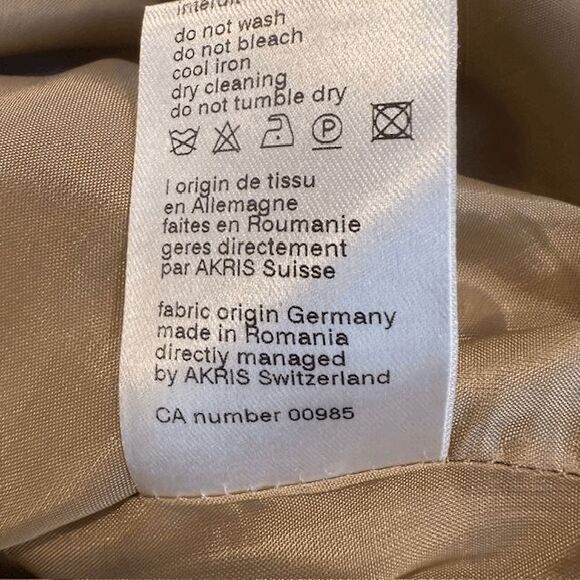 interdit
do not wash
do not bleach
cool iron
dry cleaning
do not tumble dry
P
l origin de tissu
en Allemagne
faites en Roumanie
geres directement
par AKRIS Suisse
fabric origin Germany
made in Romania
directly managed
by AKRIS Switzerland
CA number 00985